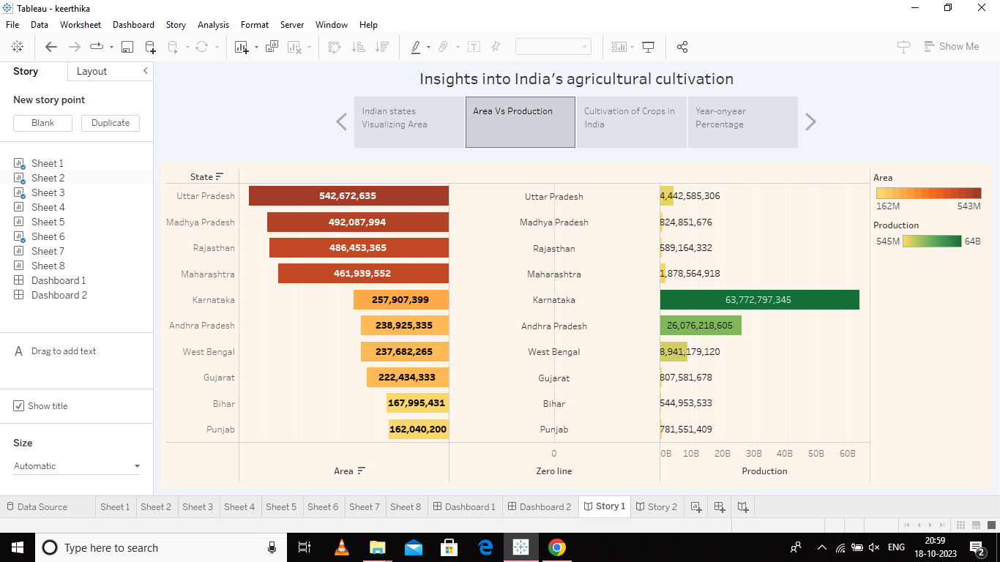 Tableau - keerthika
File Data Worksheet Dashboard Story Analysis Format Server Window Help
Show Me
Story Layout
New story point
Blank Duplicate
Sheet 1
Sheet 2
Sheet 3
Sheet 4
Sheet 5
Sheet 6
Sheet 7
Sheet 8
Dashboard 1
Dashboard 2
A Drag to add text
Show title
Size
Automatic
Insights into India's agricultural cultivation
Indian states
Visualizing Area
Area Vs Production
Cultivation of Crops in
India
Year-onyear
Percentage
State
Uttar Pradesh 542,672,635 Uttar Pradesh 4,442,585,306
Madhya Pradesh 492,087,994 Madhya Pradesh 824,851,676
Rajasthan 486,453,365 Rajasthan 589,164,332
Maharashtra 461,939,552 Maharashtra 1,878,564,918
Karnataka 257,907,399 Karnataka 63,772,797,345
Andhra Pradesh 238,925,335 Andhra Pradesh 26,076,218,605
West Bengal 237,682,265 West Bengal 8,941,179,120
Gujarat 222,434,333 Gujarat 807,581,678
Bihar 167,995,431 Bihar 544,953,533
Punjab 162,040,200 Punjab 781,551,409
0 0B 10B 20B 30B 40B 50B 60B
Area Zero line Production
Area
162M 543M
Production
545M 64B
Data Source Sheet 1 Sheet 2 Sheet 3 Sheet 4 Sheet 5 Sheet 6 Sheet 7 Sheet 8 Dashboard 1 Dashboard 2 Story 1 Story 2
Type here to search
ENG
20:59
18-10-2023
2